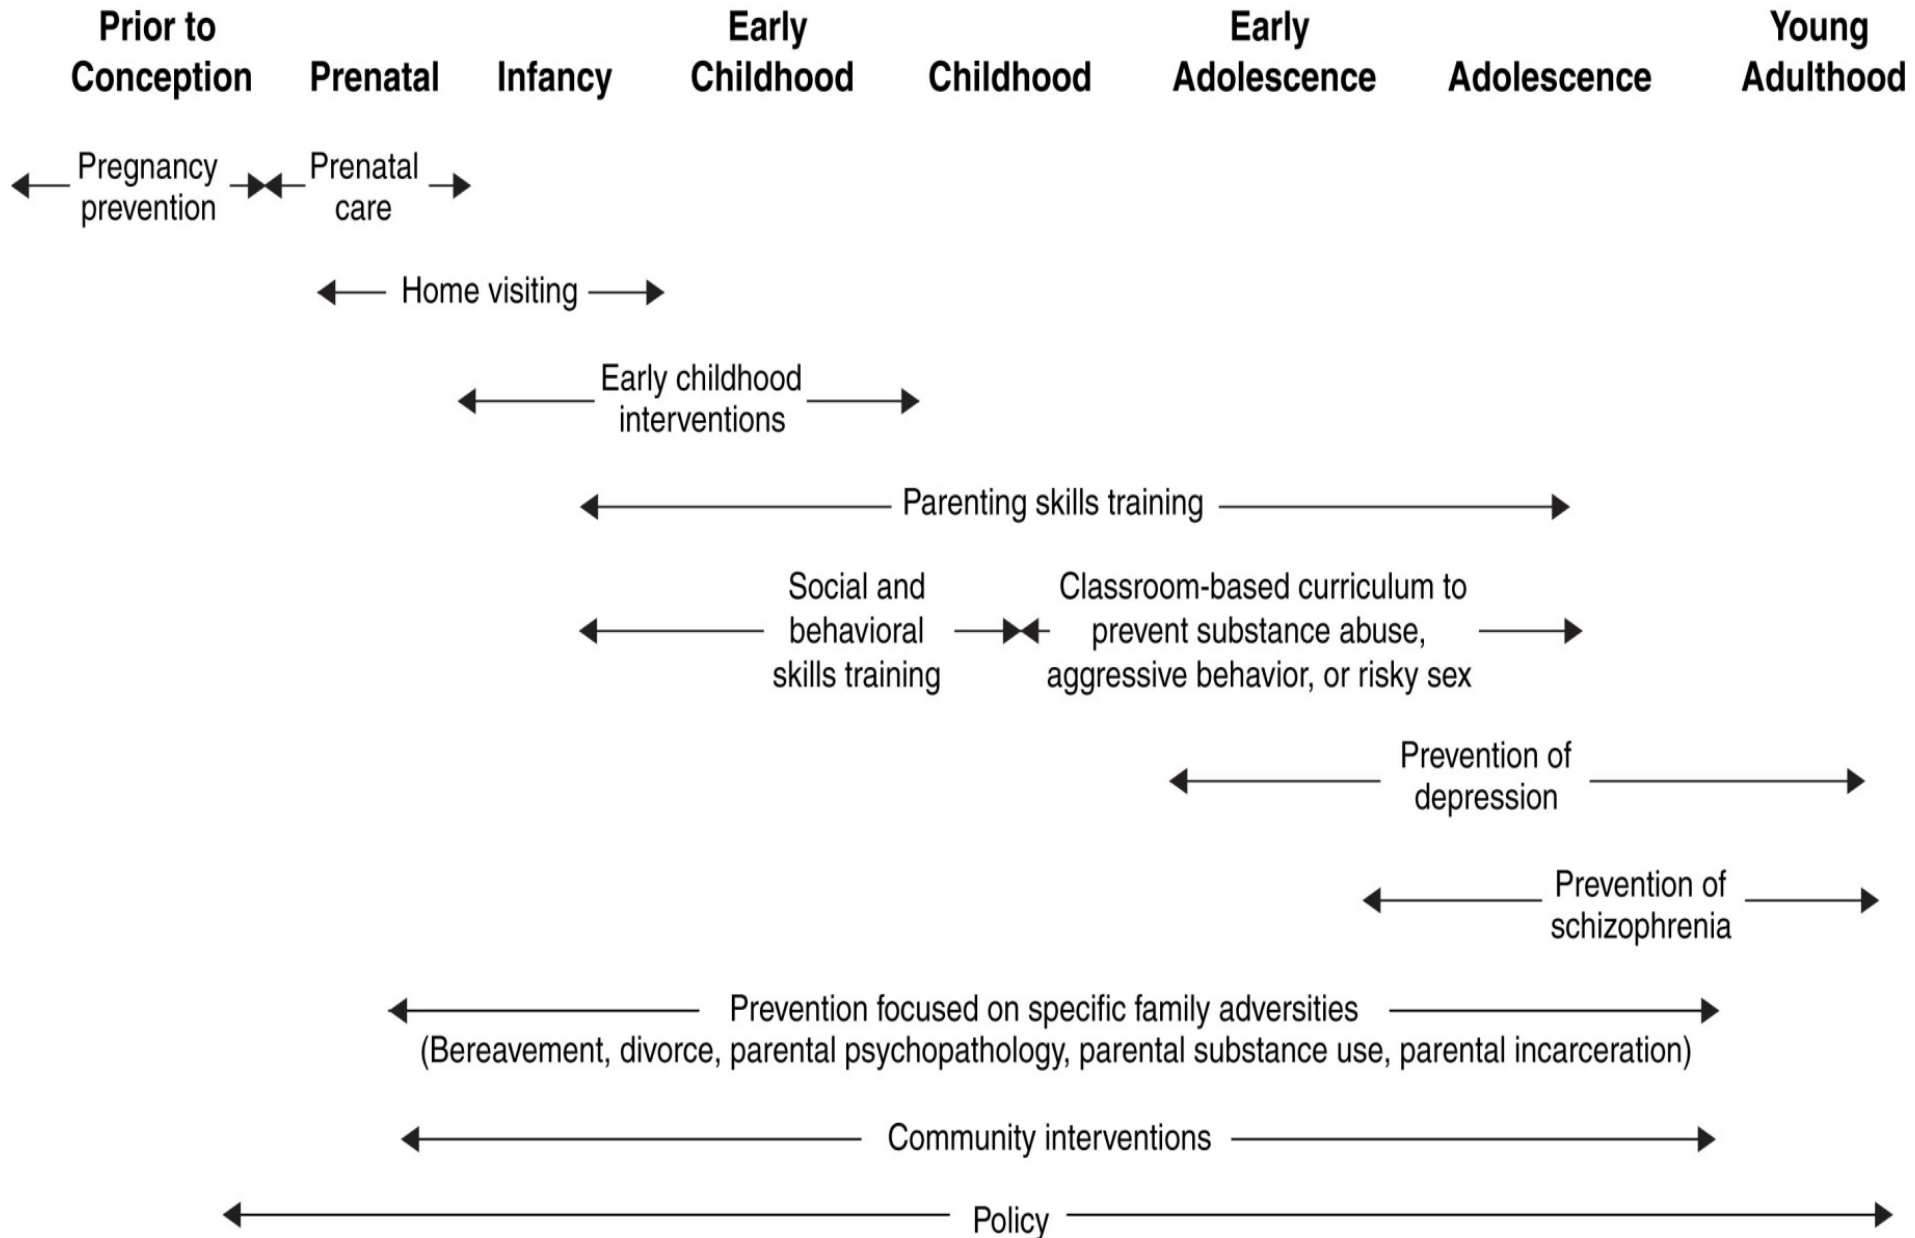 Prior to
Conception
Prenatal
Infancy
Early
Childhood
Childhood
Early
Adolescence
Adolescence
Young
Adulthood
Pregnancy
prevention
Prenatal
care
Home visiting
Early childhood
interventions
Parenting skills training
Social and
behavioral
skills training
Classroom-based curriculum to
prevent substance abuse,
aggressive behavior, or risky sex
Prevention of
depression
Prevention of
schizophrenia
Prevention focused on specific family adversities
(Bereavement, divorce, parental psychopathology, parental substance use, parental incarceration)
Community interventions
Policy